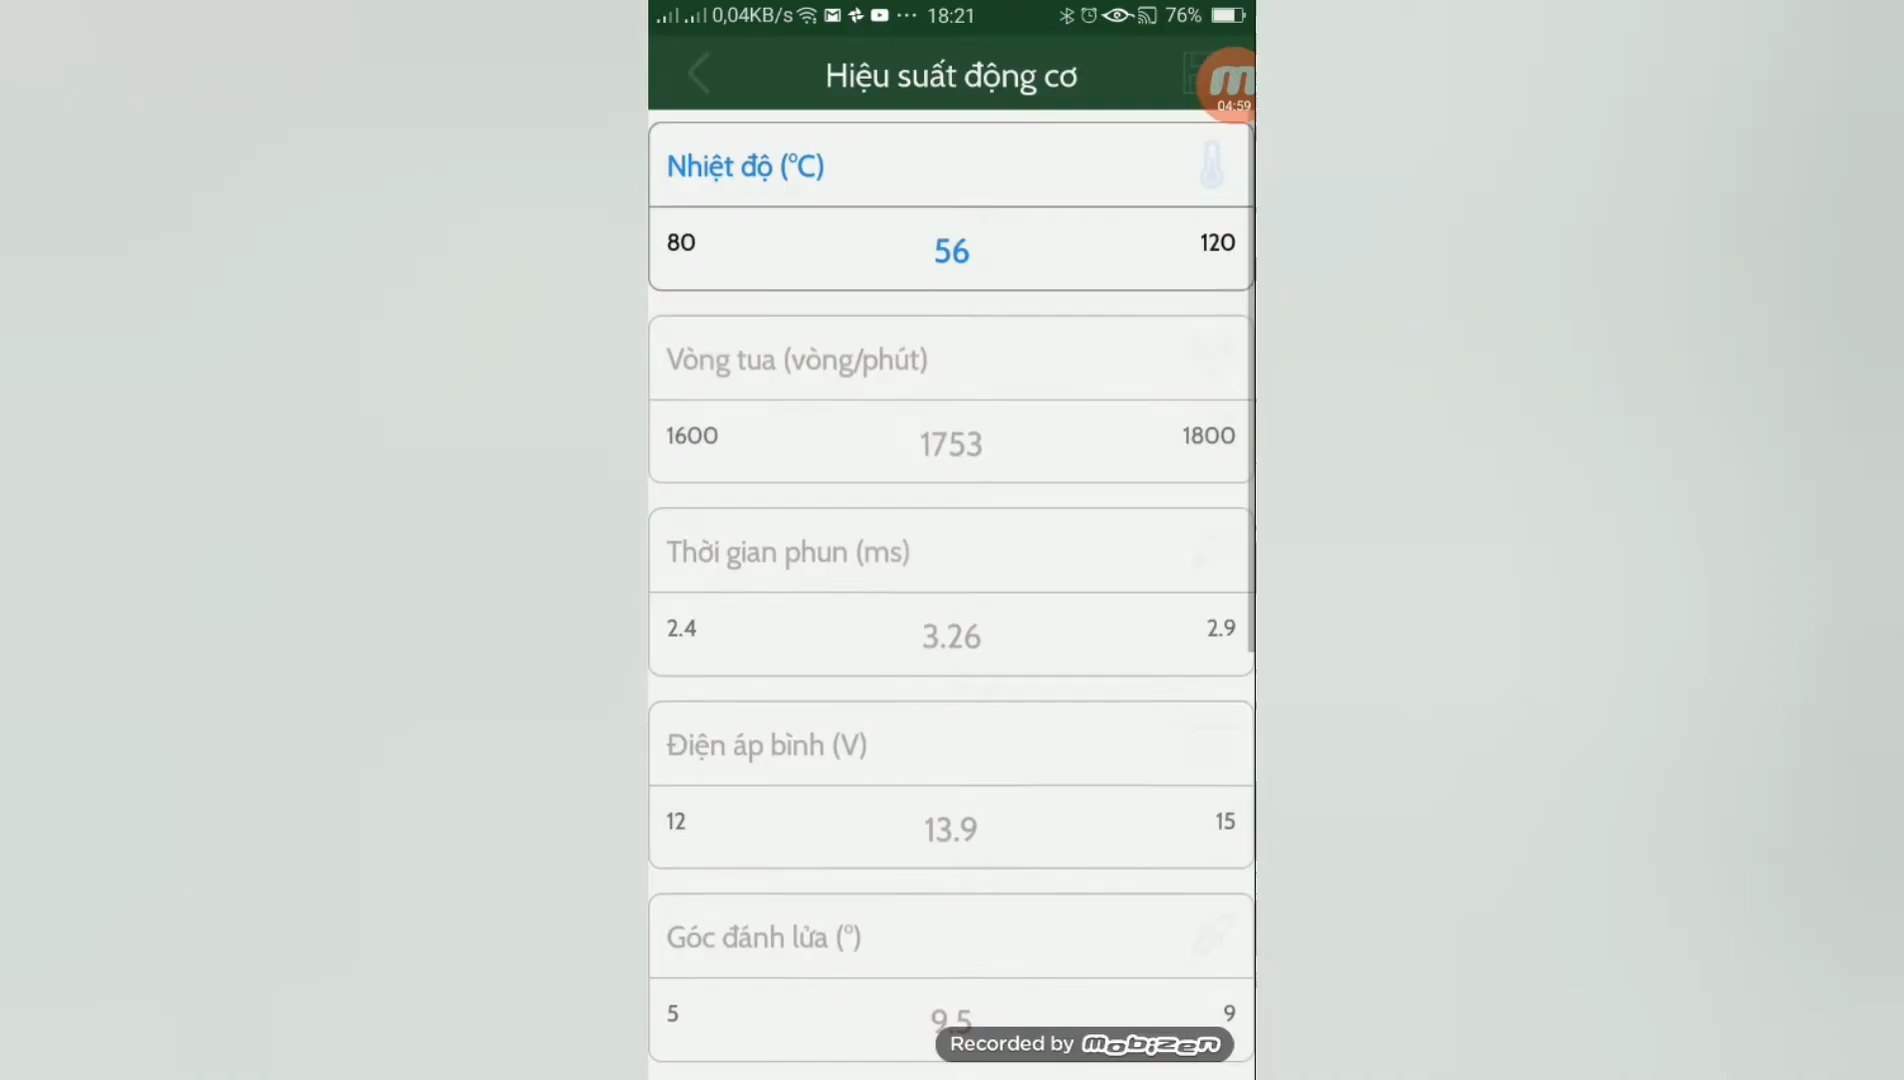 0,04KB/s ... 18:21 76%
Hiệu suất động cơ
m
04:59
Nhiệt độ (°C)
80 56 120
Vòng tua (vòng/phút)
1600 1753 1800
Thời gian phun (ms)
2.4 3.26 2.9
Điện áp bình (V)
12 13.9 15
Góc đánh lửa (°)
5 9.5 9
Recorded by mobizen